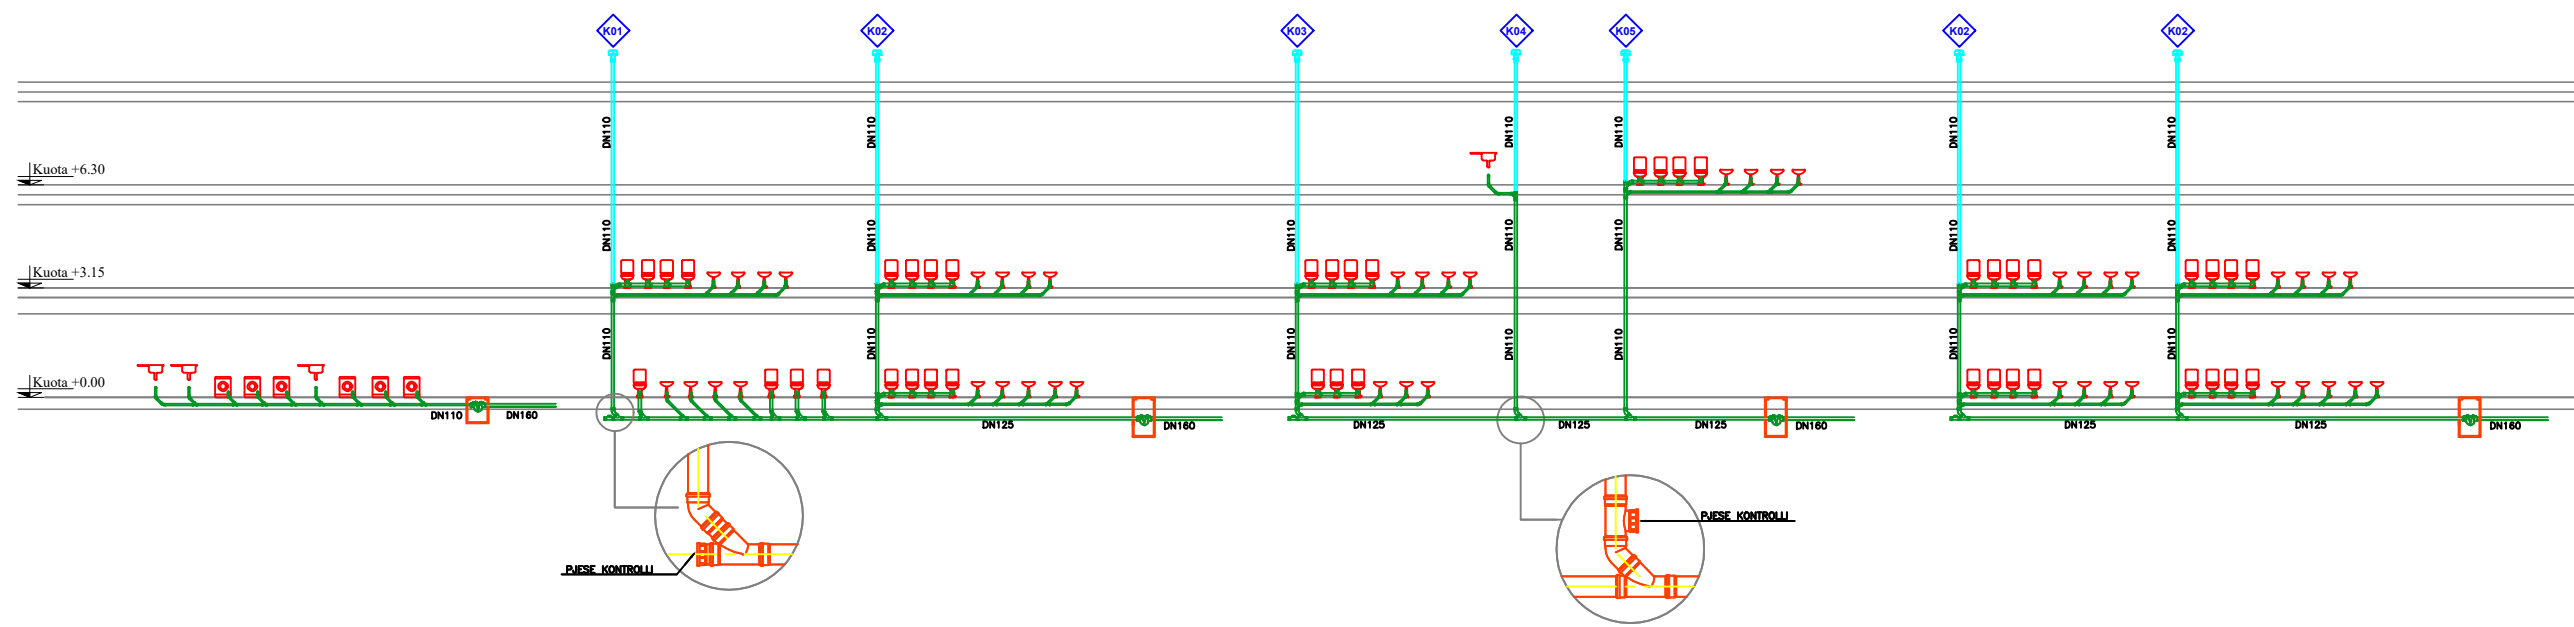 K01 K02 K03 K04 K05 K02 K02
DN110 DN110 DN110 DN110 DN110 DN110 DN110
Kuota +6.30
DN110 DN110 DN110 DN110 DN110 DN110 DN110
Kuota +3.15
DN110 DN110 DN110 DN110 DN110 DN110 DN110
Kuota +0.00
DN110 DN160
DN125 DN160
DN125 DN125 DN125 DN160
DN125 DN125 DN160
PJESE KONTROLLI
PJESE KONTROLLI